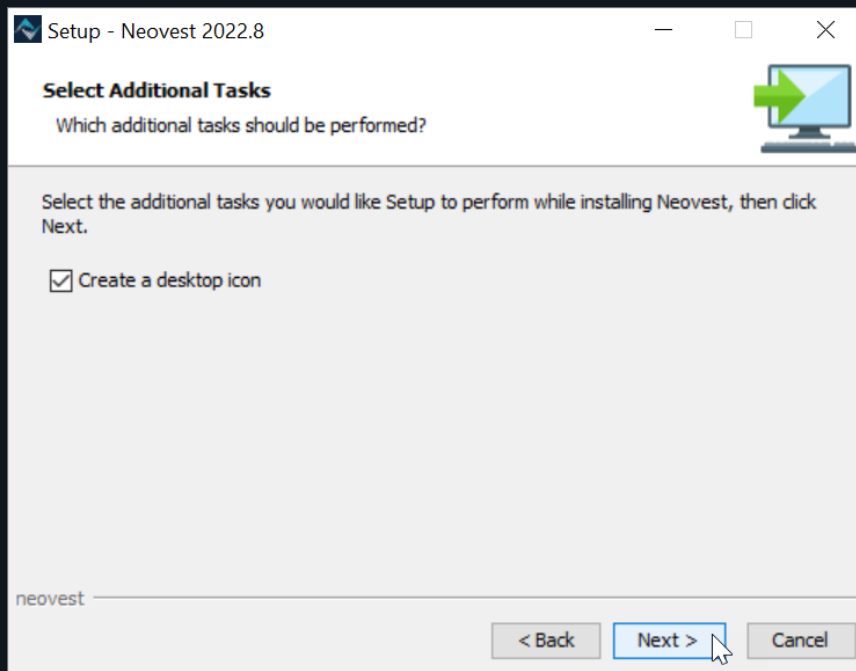 Setup - Neovest 2022.8
Select Additional Tasks
Which additional tasks should be performed?
Select the additional tasks you would like Setup to perform while installing Neovest, then click
Next.
Create a desktop icon
neovest
< Back
Next >
Cancel